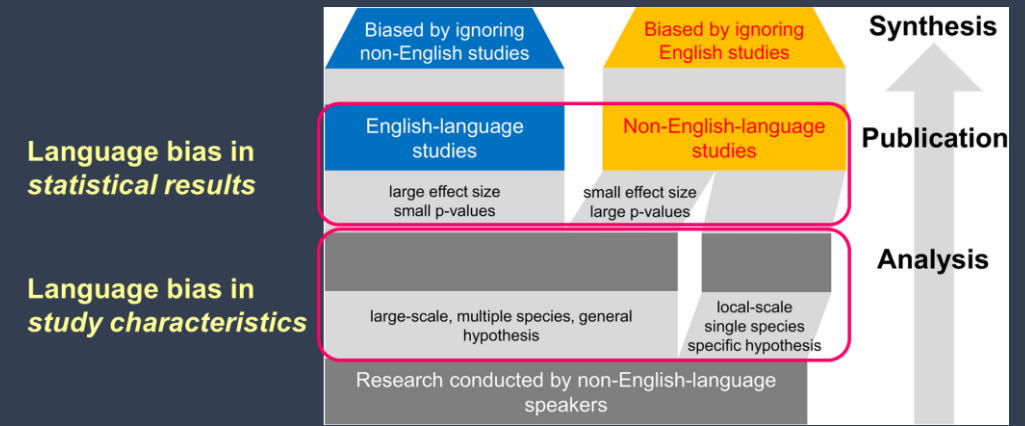 Biased by ignoring
non-English studies
Biased by ignoring
English studies
Synthesis
English-language
studies
Non-English-language
studies
Publication
Language bias in
statistical results
large effect size
small p-values
small effect size
large p-values
Analysis
Language bias in
study characteristics
large-scale, multiple species, general
hypothesis
local-scale
single species
specific hypothesis
Research conducted by non-English-language
speakers